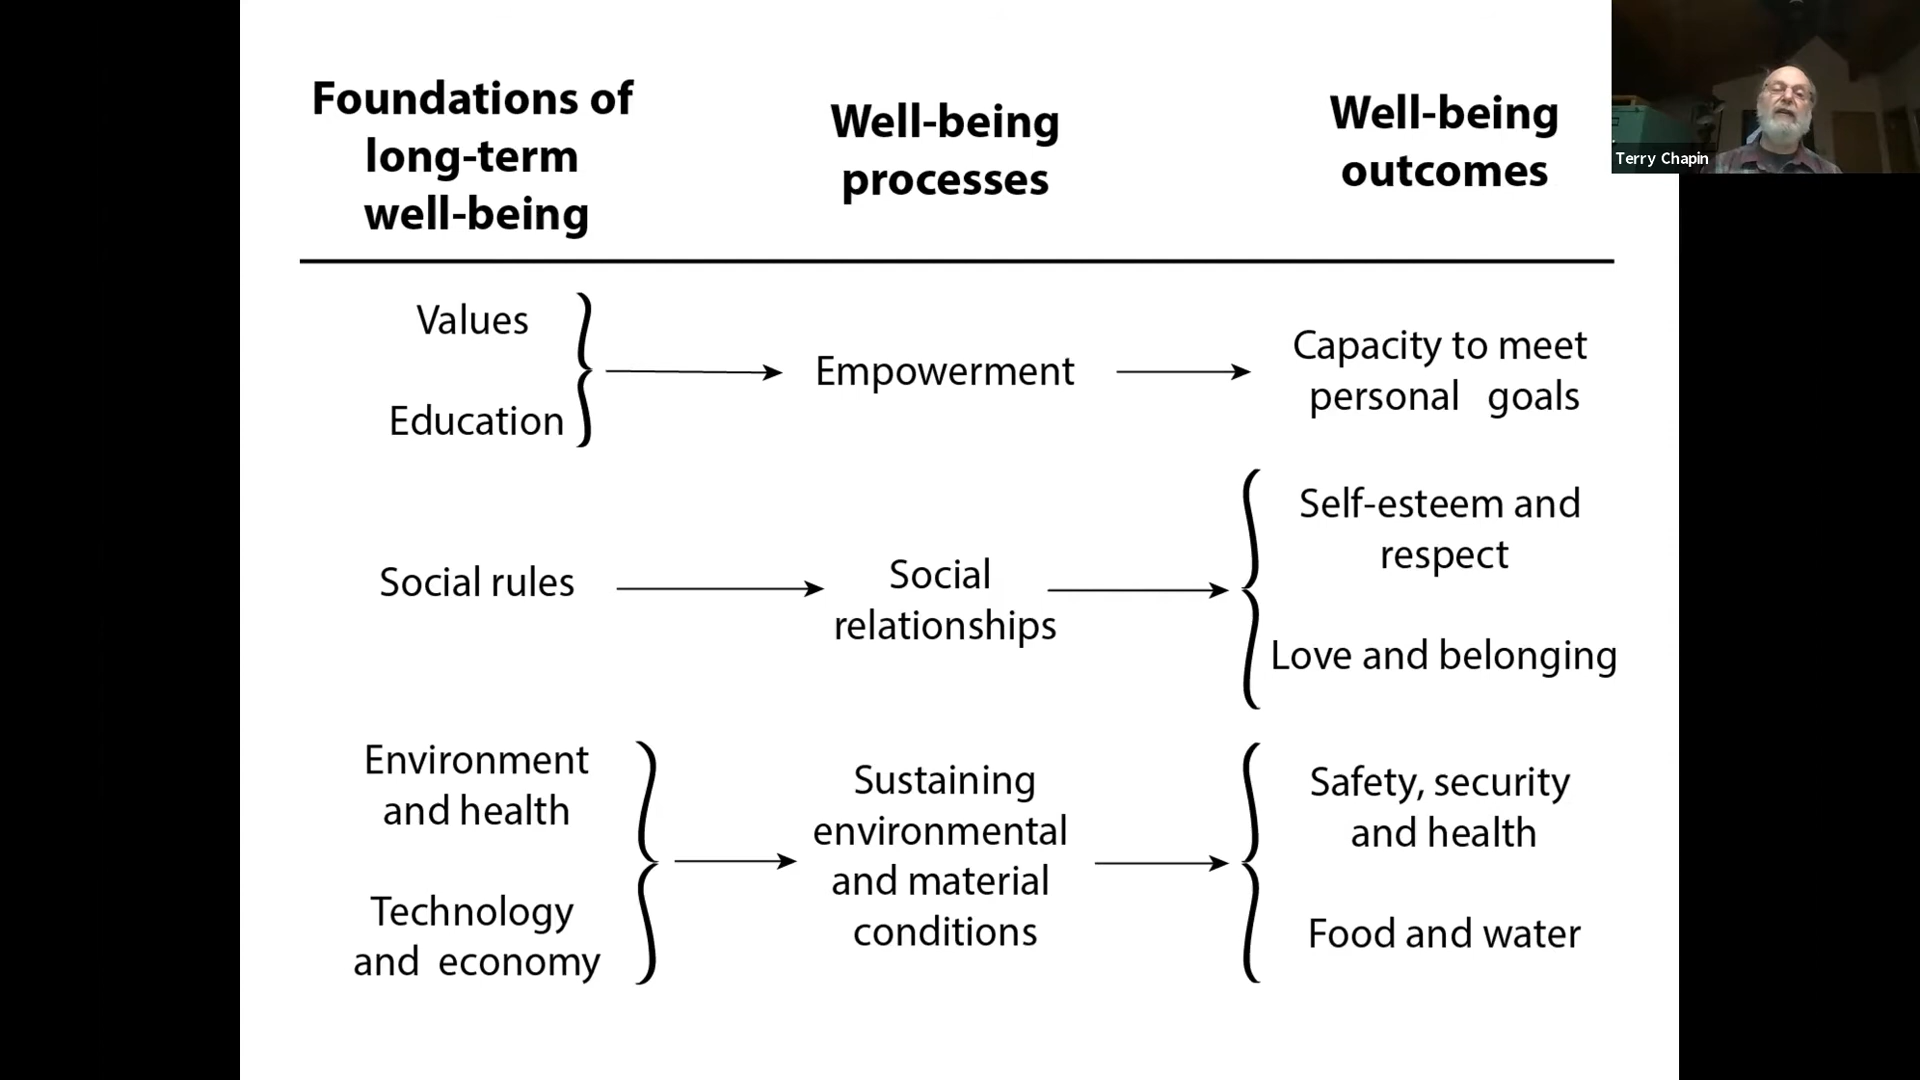 Foundations of
long-term
well-being
Well-being
processes
Well-being
outcomes
Terry Chapin
Values
Education
Empowerment
Capacity to meet
personal goals
Social rules
Social
relationships
Self-esteem and
respect
Love and belonging
Environment
and health
Technology
and economy
Sustaining
environmental
and material
conditions
Safety, security
and health
Food and water